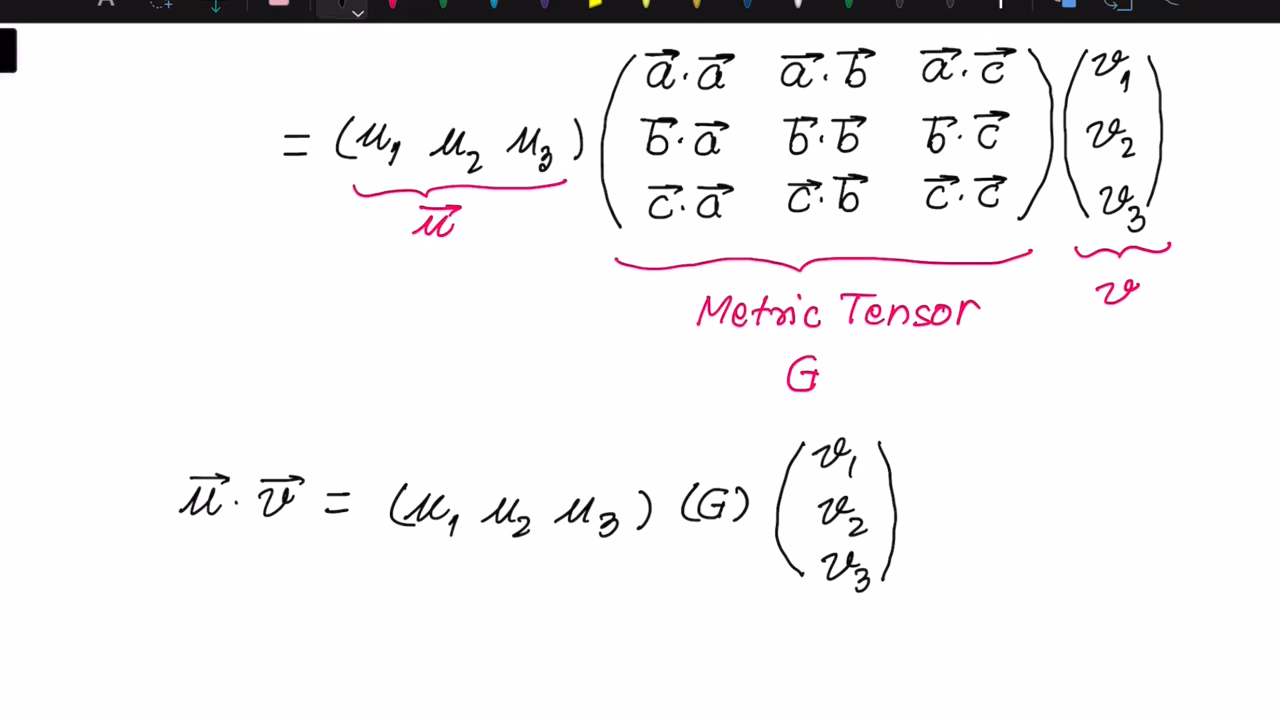 = (u₁ u₂ u₃) ( a⃗·a⃗ a⃗·b⃗ a⃗·c⃗ ) ( v₁ )
( b⃗·a⃗ b⃗·b⃗ b⃗·c⃗ ) ( v₂ )
( c⃗·a⃗ c⃗·b⃗ c⃗·c⃗ ) ( v₃ )
u⃗
v
Metric Tensor
G
u⃗·v⃗ = (u₁ u₂ u₃) (G) ( v₁ )
( v₂ )
( v₃ )